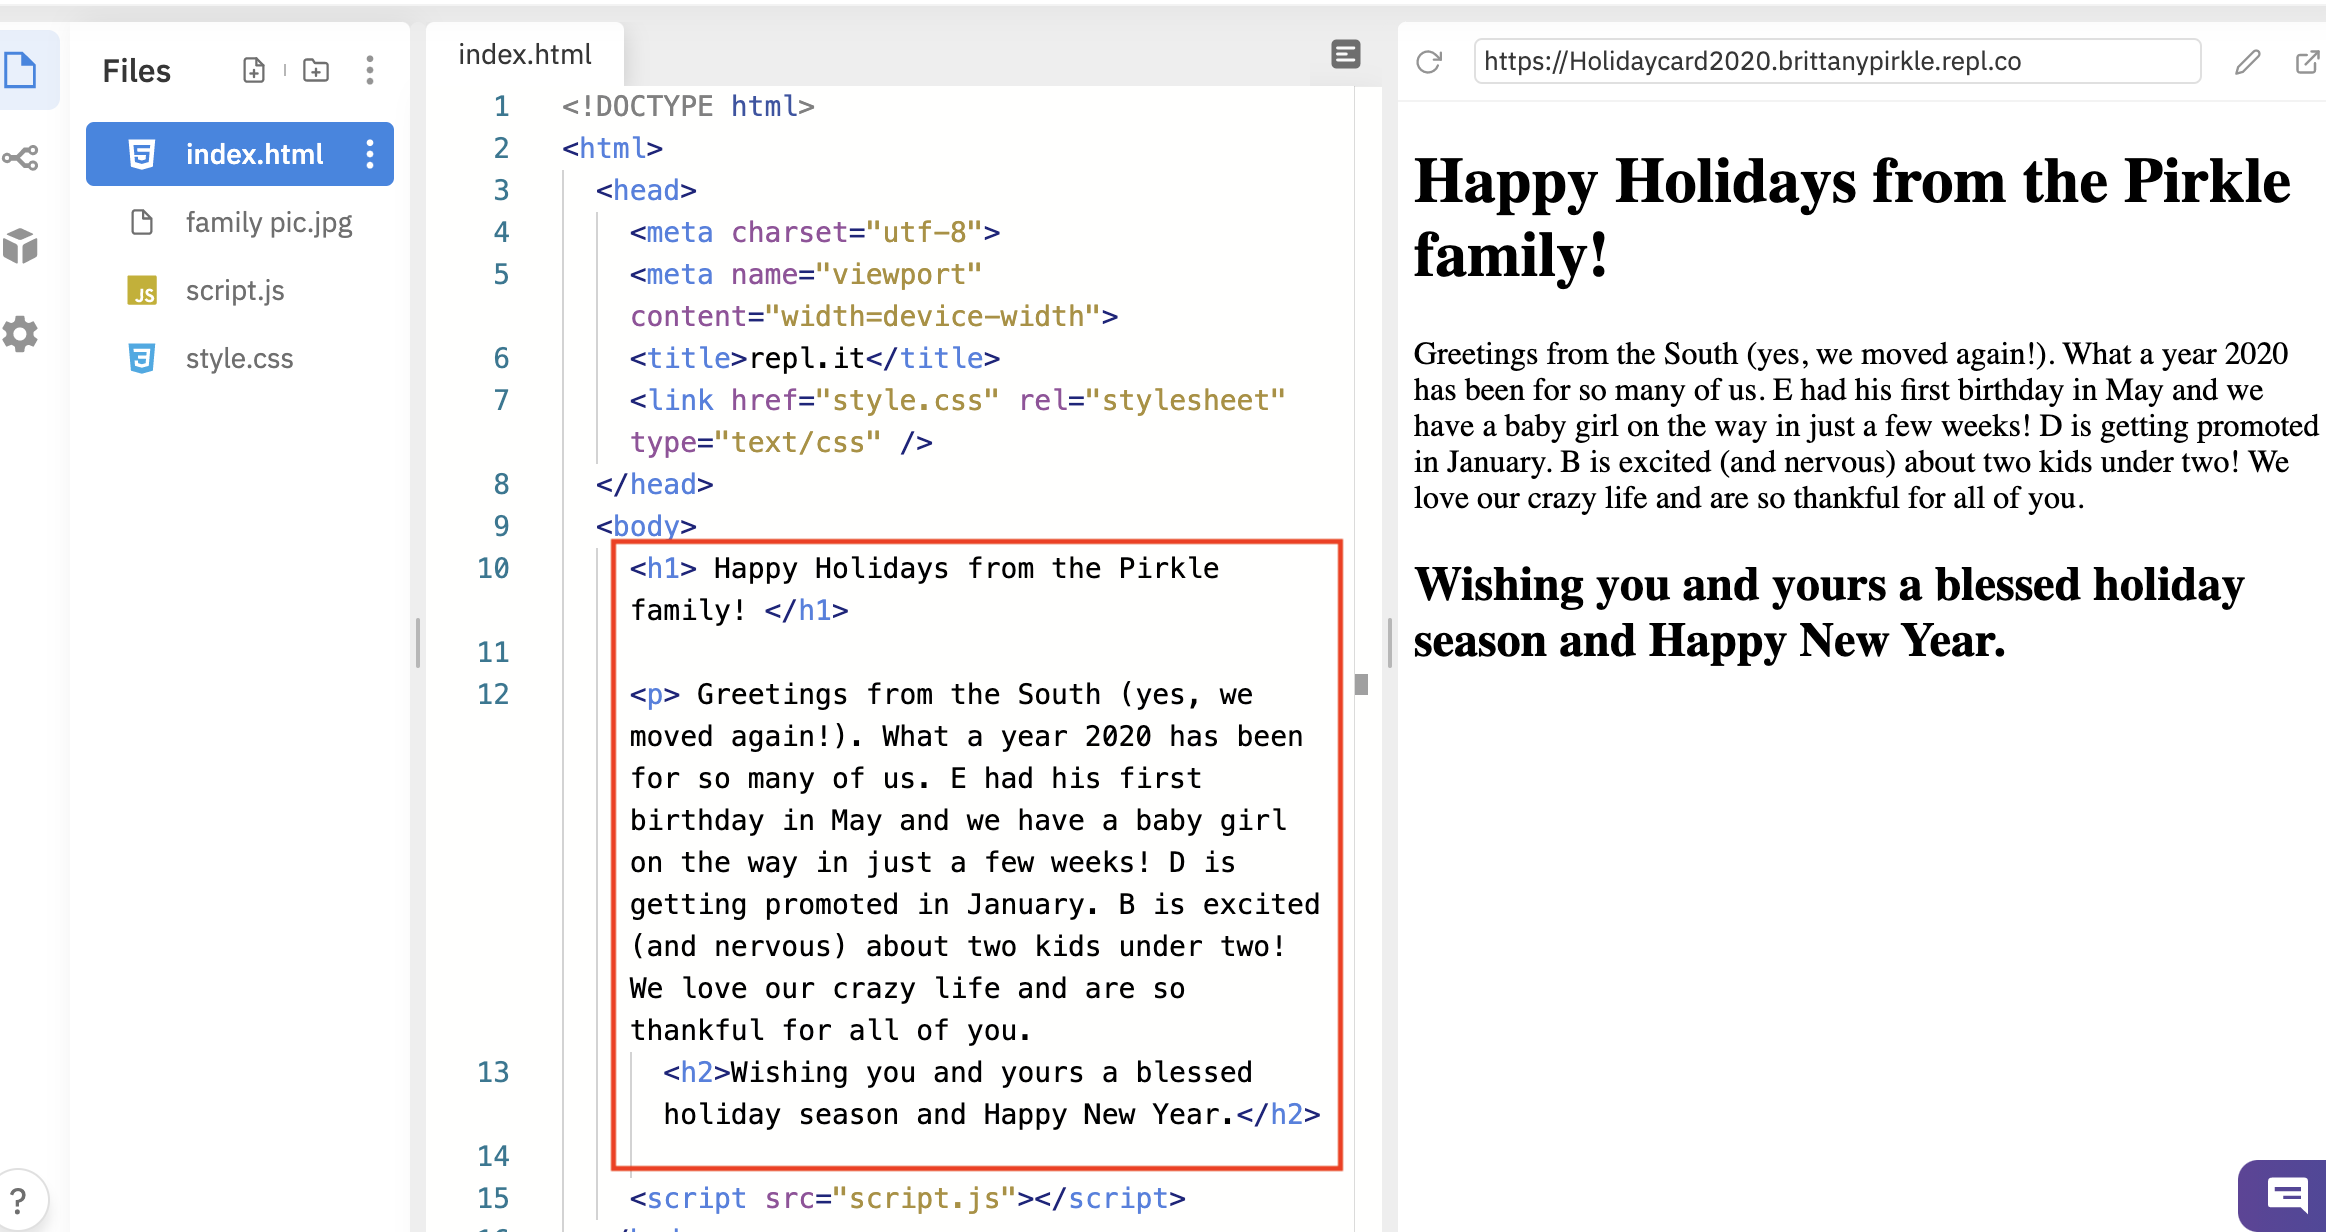 Files
index.html
family pic.jpg
script.js
style.css
?
index.html
1 <!DOCTYPE html>
2 <html>
3 <head>
4 <meta charset="utf-8">
5 <meta name="viewport"
content="width=device-width">
6 <title>repl.it</title>
7 <link href="style.css" rel="stylesheet"
type="text/css" />
8 </head>
9 <body>
10 <h1> Happy Holidays from the Pirkle
family! </h1>
11
12 <p> Greetings from the South (yes, we
moved again!). What a year 2020 has been
for so many of us. E had his first
birthday in May and we have a baby girl
on the way in just a few weeks! D is
getting promoted in January. B is excited
(and nervous) about two kids under two!
We love our crazy life and are so
thankful for all of you.
13 <h2>Wishing you and yours a blessed
holiday season and Happy New Year.</h2>
14
15 <script src="script.js"></script>
https://Holidaycard2020.brittanypirkle.repl.co
Happy Holidays from the Pirkle
family!
Greetings from the South (yes, we moved again!). What a year 2020
has been for so many of us. E had his first birthday in May and we
have a baby girl on the way in just a few weeks! D is getting promoted
in January. B is excited (and nervous) about two kids under two! We
love our crazy life and are so thankful for all of you.
Wishing you and yours a blessed holiday
season and Happy New Year.